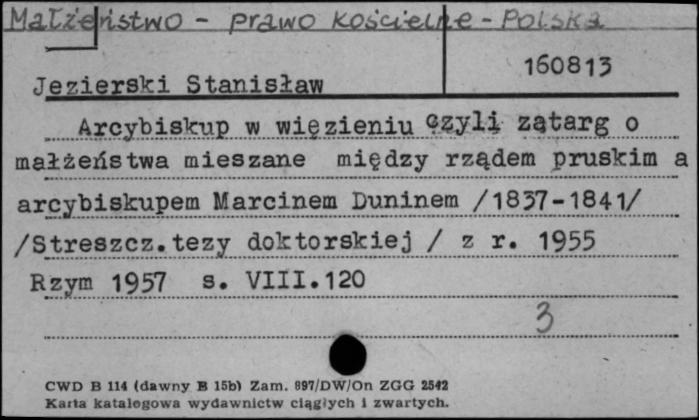 Małżeństwo - prawo kościelne - Polska
160813
Jezierski Stanisław
Arcybiskup w więzieniu czyli zątarg o
małżeństwa mieszane między rządem pruskim a
arcybiskupem Marcinem Duninem /1837-1841/
/Streszcz.tezy doktorskiej / z r. 1955
Rzym 1957 s. VIII.120
3
CWD B 114 (dawny B 15b) Zam. 897/DW/On ZGG 2542
Karta katalogowa wydawnictw ciągłych i zwartych.